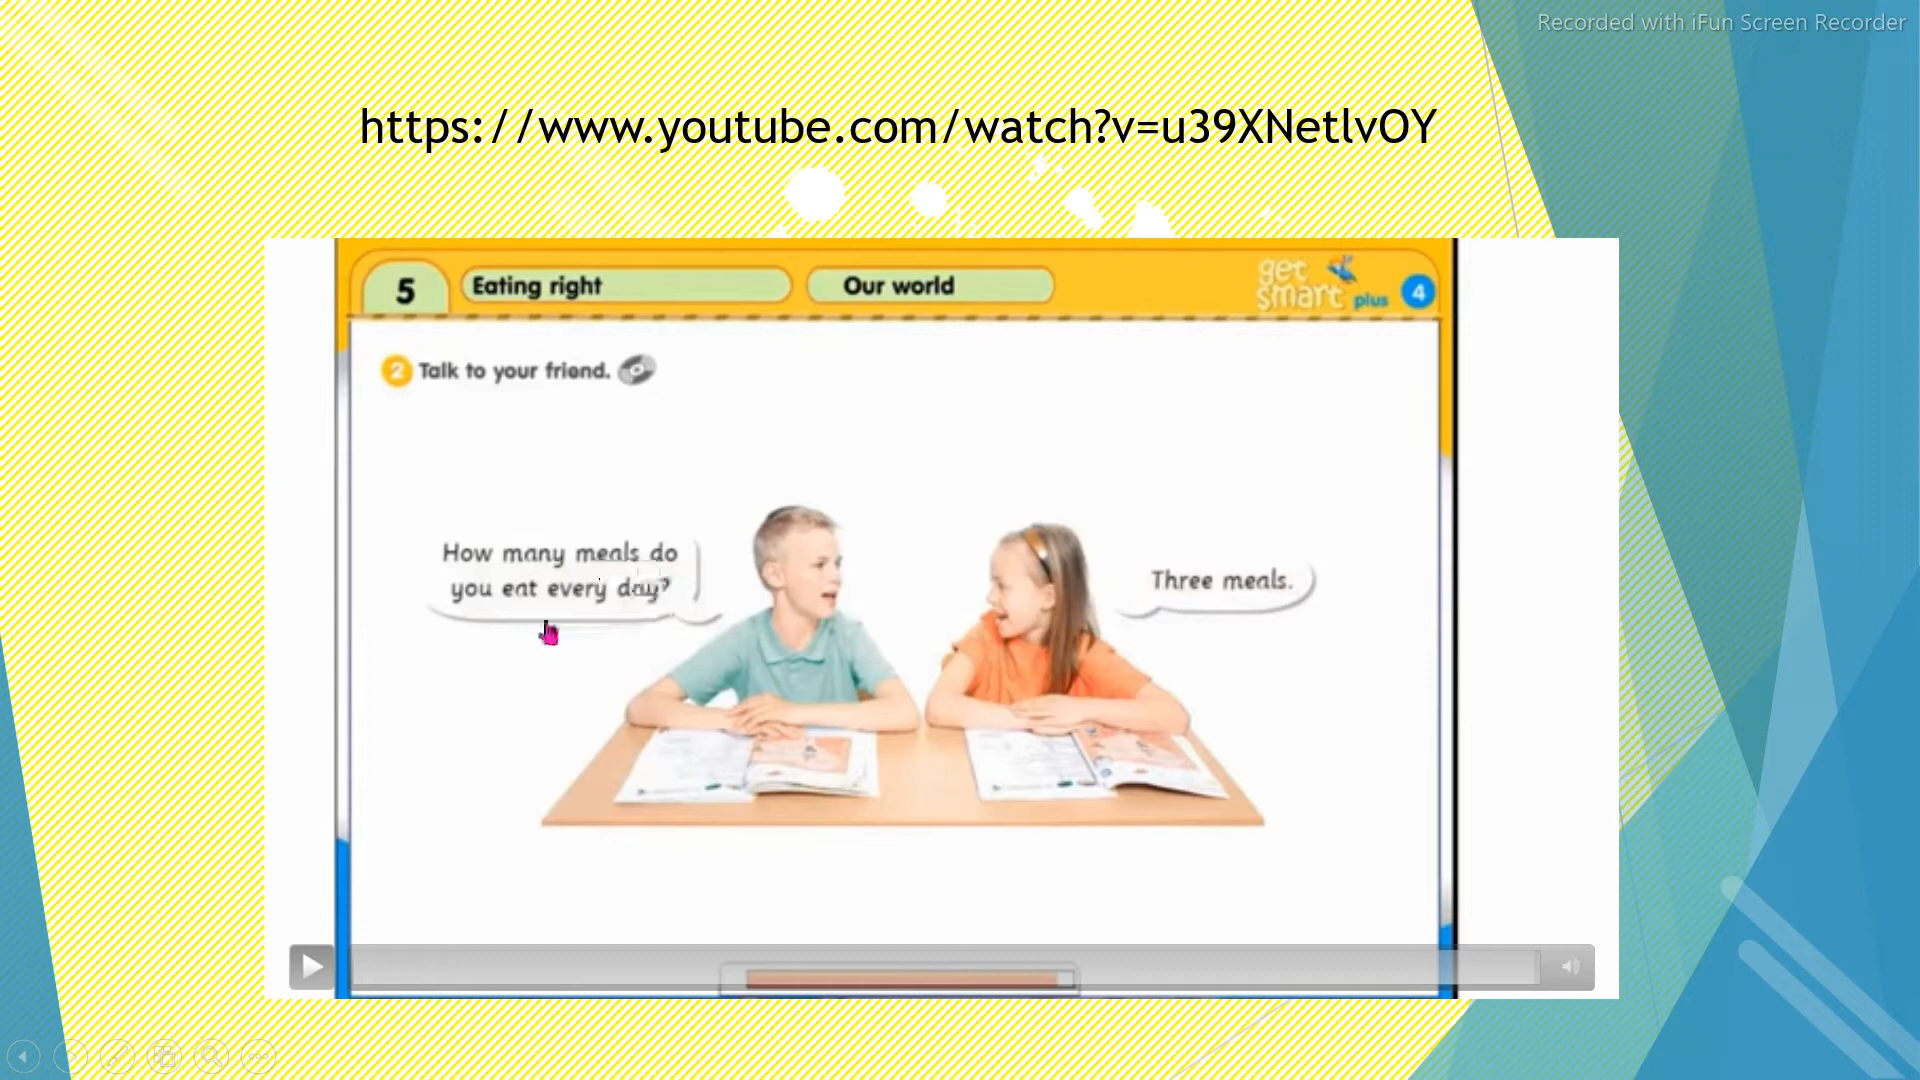 Recorded with iFun Screen Recorder
https://www.youtube.com/watch?v=u39XNetlvOY
5 Eating right Our world get smart plus 4
2 Talk to your friend.
How many meals do
you eat every day?
Three meals.